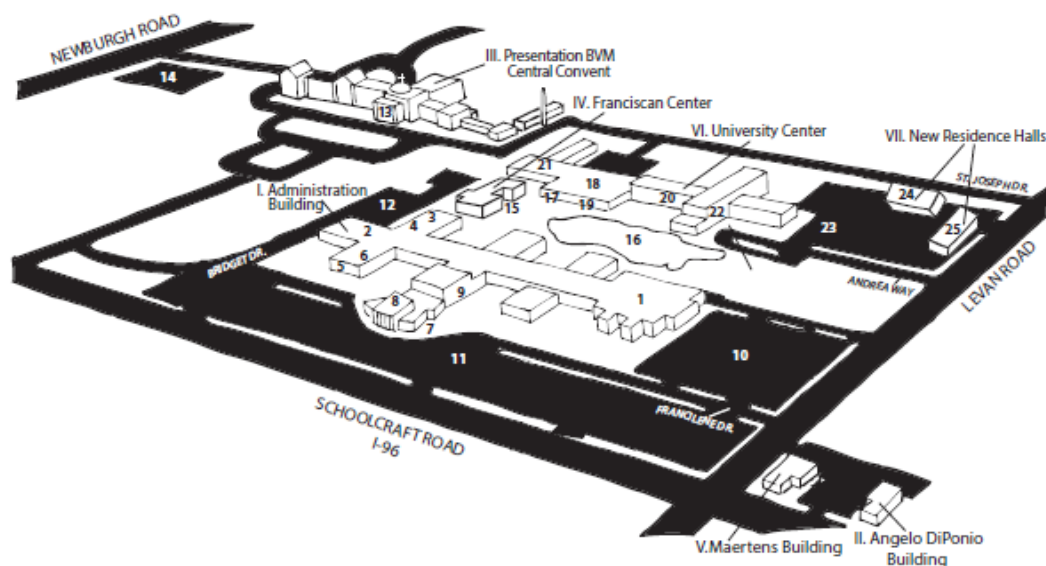 NEWBURGH ROAD
14
III. Presentation BVM
Central Convent
13
IV. Franciscan Center
VI. University Center
VII. New Residence Halls
ST. JOSEPH DR.
I. Administration
Building
21
18
24
12
15
17
19
20
22
25
2
4
3
16
23
6
5
BRIDGET DR.
ANDREA WAY
LEVAN ROAD
8
9
1
7
11
10
FRANCILENE DR.
SCHOOLCRAFT ROAD
I-96
V.Maertens Building
II. Angelo DiPonio
Building